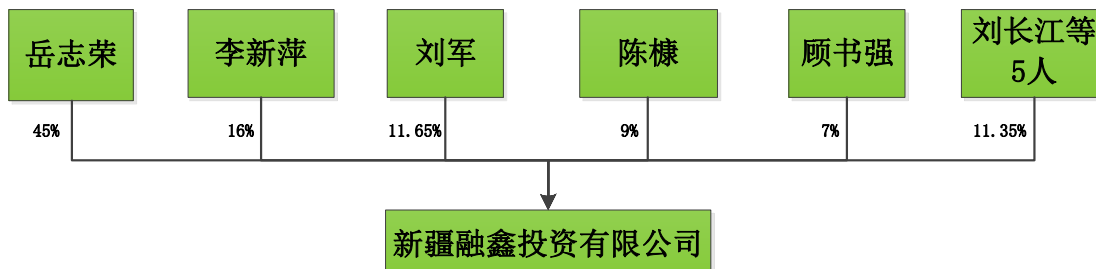 岳志荣
李新萍
刘军
陈槺
顾书强
刘长江等
5人
45%
16%
11.65%
9%
7%
11.35%
新疆融鑫投资有限公司